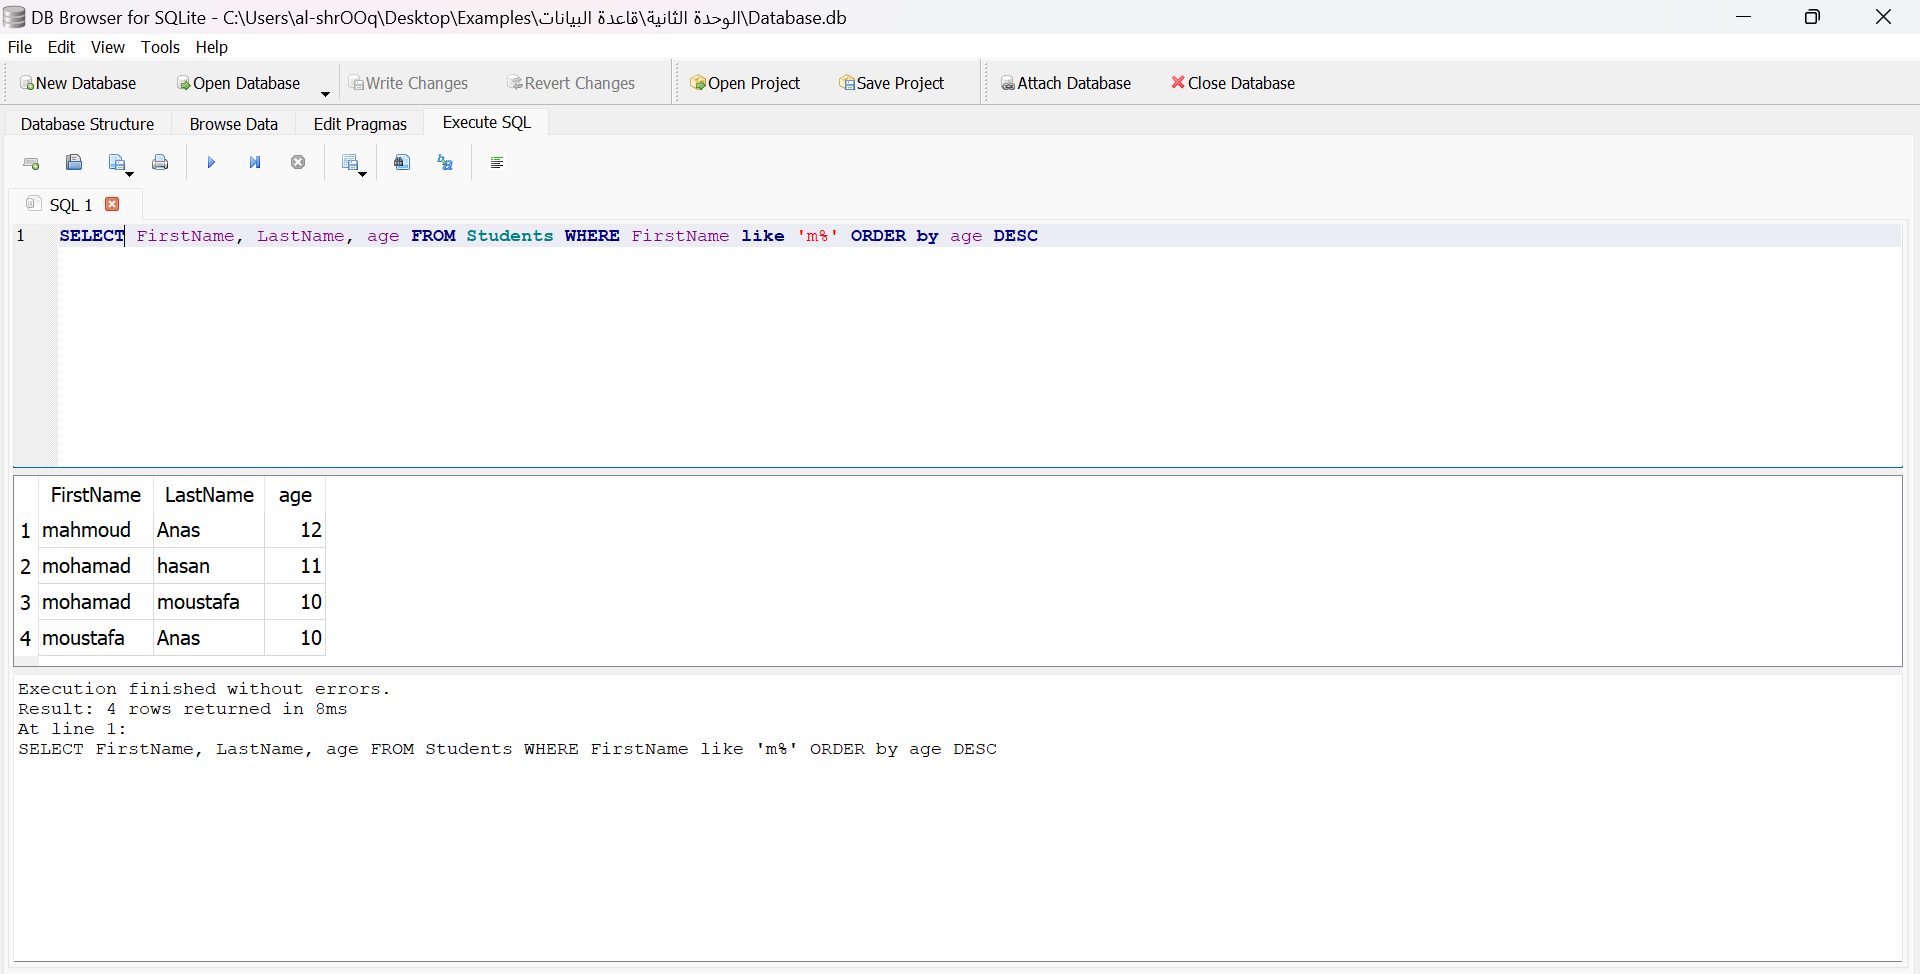 DB Browser for SQLite - C:\Users\al-shrOOq\Desktop\Examples\الوحدة الثانية\قاعدة البيانات\Database.db
File Edit View Tools Help
New Database Open Database Write Changes Revert Changes Open Project Save Project Attach Database Close Database
Database Structure Browse Data Edit Pragmas Execute SQL
SQL 1
1 SELECT FirstName, LastName, age FROM Students WHERE FirstName like 'm%' ORDER by age DESC
FirstName LastName age
1 mahmoud Anas 12
2 mohamad hasan 11
3 mohamad moustafa 10
4 moustafa Anas 10
Execution finished without errors.
Result: 4 rows returned in 8ms
At line 1:
SELECT FirstName, LastName, age FROM Students WHERE FirstName like 'm%' ORDER by age DESC